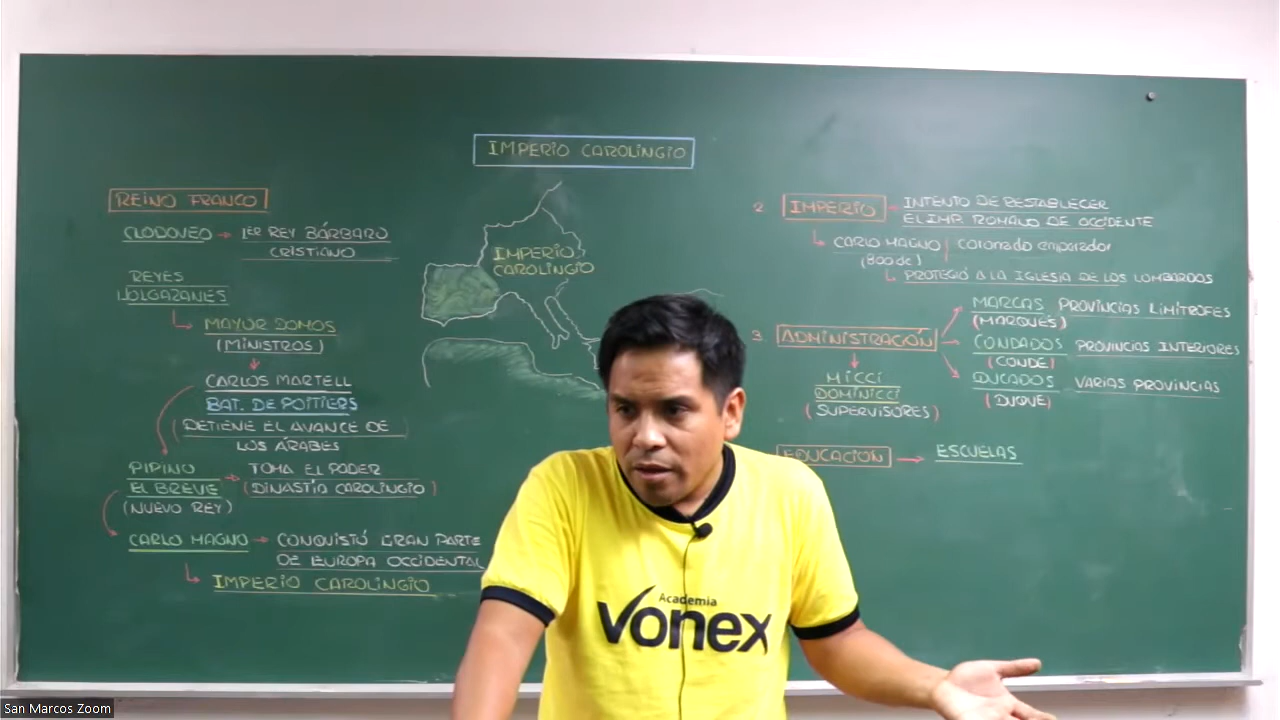 IMPERIO CAROLINGIO
REINO FRANCO
CLODOVEO → 1ER REY BÁRBARO
CRISTIANO
REYES
HOLGAZANES
MAYOR DOMOS
(MINISTROS)
CARLOS MARTELL
BAT. DE POITIERS
(DETIENE EL AVANCE DE
LOS ÁRABES
PIPINO → TOMA EL PODER
EL BREVE (DINASTÍA CAROLINGIO)
(NUEVO REY)
CARLO MAGNO → CONQUISTÓ GRAN PARTE
DE EUROPA OCCIDENTAL
IMPERIO CAROLINGIO
IMPERIO
CAROLINGIO
2 IMPERIO → INTENTO DE RESTABLECER
EL IMP. ROMANO DE OCCIDENTE
CARLO MAGNO | coronado emperador
(800 dc)
PROTEGIÓ A LA IGLESIA DE LOS LOMBARDOS
3 ADMINISTRACIÓN
MARCAS PROVINCIAS LIMÍTROFES
(MARQUÉS)
CONDADOS PROVINCIAS INTERIORES
(CONDE)
DUCADOS VARIAS PROVINCIAS
(DUQUE)
MICCI
DOMINICCI
(SUPERVISORES)
EDUCACIÓN → ESCUELAS
Academia
Vonex
San Marcos Zoom